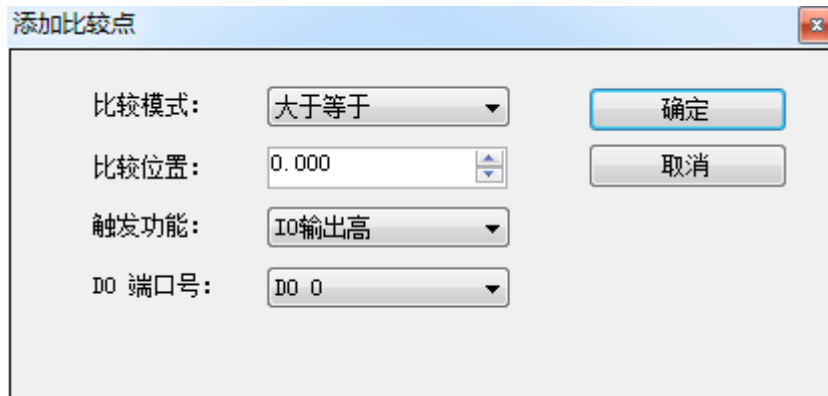 添加比较点
比较模式: 大于等于 确定
比较位置: 0.000 取消
触发功能: IO输出高
DO 端口号: DO 0